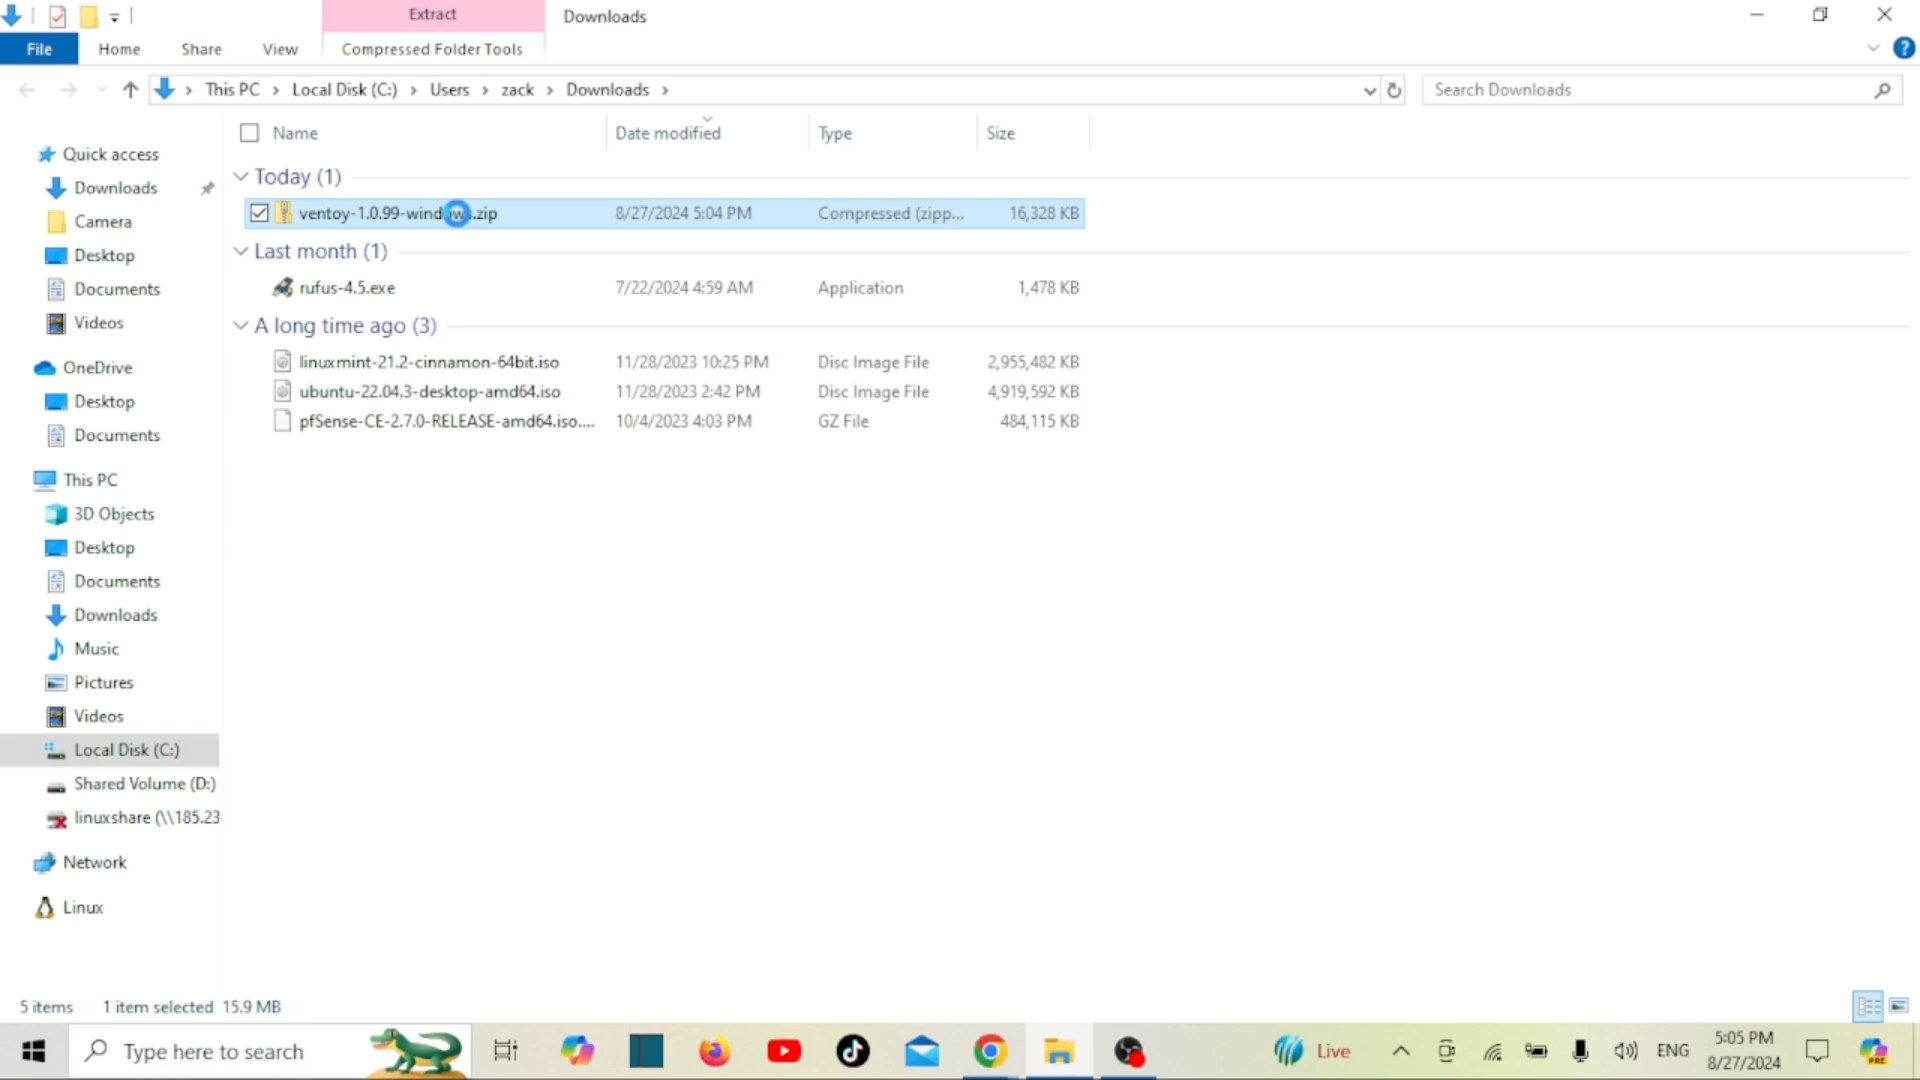 Extract
Downloads
File
Home
Share
View
Compressed Folder Tools
This PC
Local Disk (C:)
Users
zack
Downloads
Search Downloads
Name
Date modified
Type
Size
Quick access
Downloads
Camera
Desktop
Documents
Videos
OneDrive
Desktop
Documents
This PC
3D Objects
Desktop
Documents
Downloads
Music
Pictures
Videos
Local Disk (C:)
Shared Volume (D:)
linuxshare (\\185.23
Network
Linux
Today (1)
ventoy-1.0.99-windows.zip 8/27/2024 5:04 PM Compressed (zipp... 16,328 KB
Last month (1)
rufus-4.5.exe 7/22/2024 4:59 AM Application 1,478 KB
A long time ago (3)
linuxmint-21.2-cinnamon-64bit.iso 11/28/2023 10:25 PM Disc Image File 2,955,482 KB
ubuntu-22.04.3-desktop-amd64.iso 11/28/2023 2:42 PM Disc Image File 4,919,592 KB
pfSense-CE-2.7.0-RELEASE-amd64.iso.... 10/4/2023 4:03 PM GZ File 484,115 KB
5 items 1 item selected 15.9 MB
Type here to search
Live
ENG
5:05 PM
8/27/2024
PRE